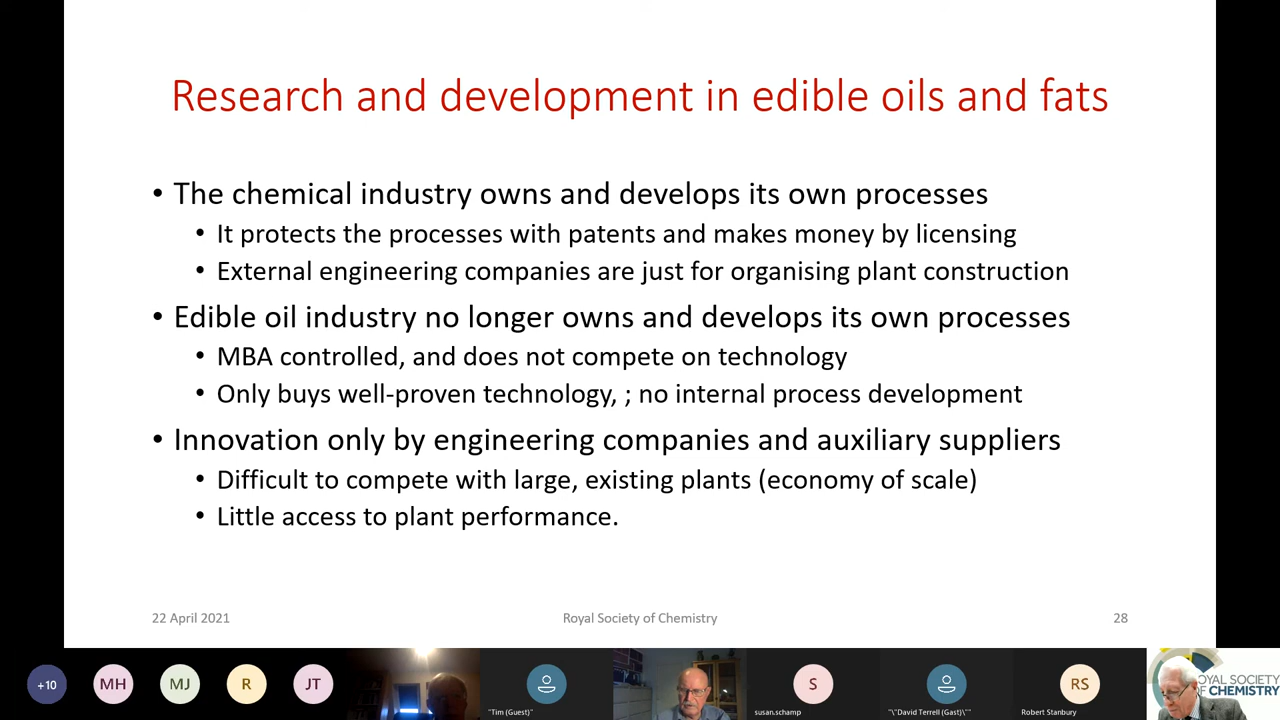 Research and development in edible oils and fats
• The chemical industry owns and develops its own processes
• It protects the processes with patents and makes money by licensing
• External engineering companies are just for organising plant construction
• Edible oil industry no longer owns and develops its own processes
• MBA controlled, and does not compete on technology
• Only buys well-proven technology, ; no internal process development
• Innovation only by engineering companies and auxiliary suppliers
• Difficult to compete with large, existing plants (economy of scale)
• Little access to plant performance.
22 April 2021 Royal Society of Chemistry 28
+10 MH MJ R JT S RS
"Tim (Guest)" susan.schamp "\"David Terrell (Gast)\"" Robert Stanbury
OYAL SOCIETY
OF CHEMISTRY